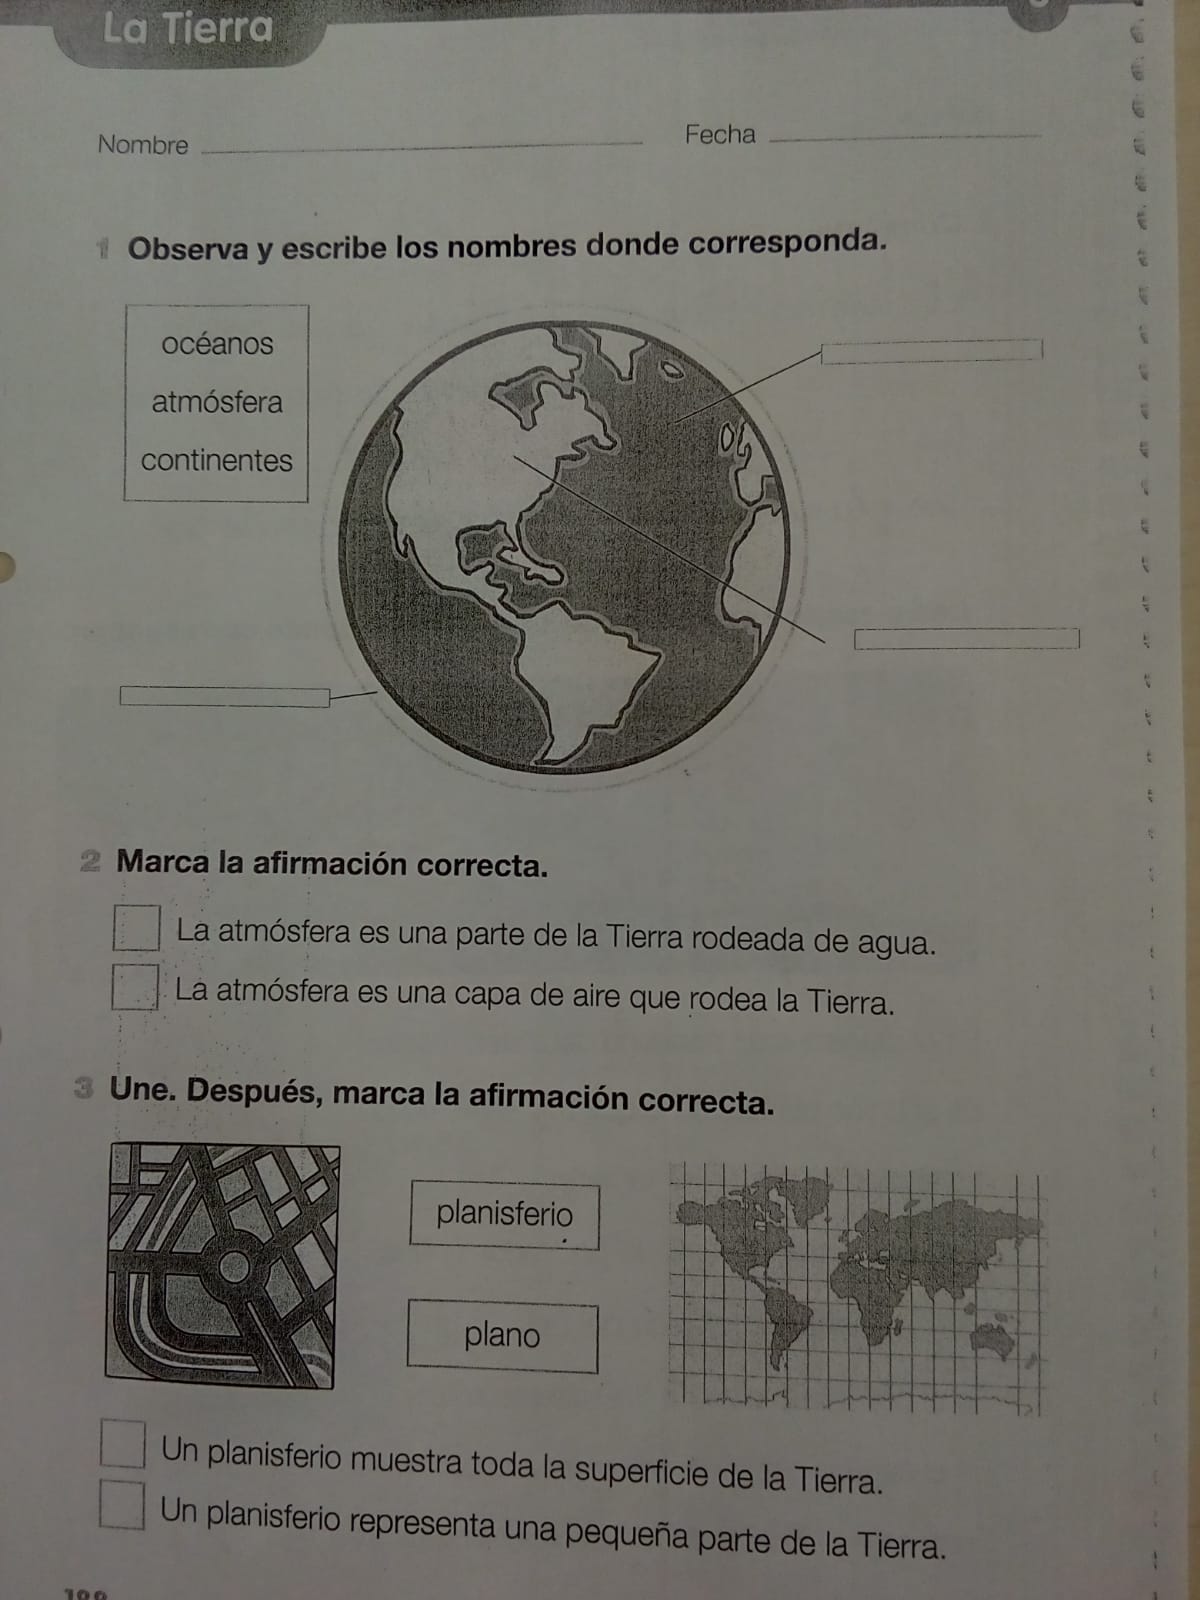 La Tierra
Nombre
Fecha
1 Observa y escribe los nombres donde corresponda.
océanos
atmósfera
continentes
2 Marca la afirmación correcta.
La atmósfera es una parte de la Tierra rodeada de agua.
La atmósfera es una capa de aire que rodea la Tierra.
3 Une. Después, marca la afirmación correcta.
planisferio
plano
Un planisferio muestra toda la superficie de la Tierra.
Un planisferio representa una pequeña parte de la Tierra.